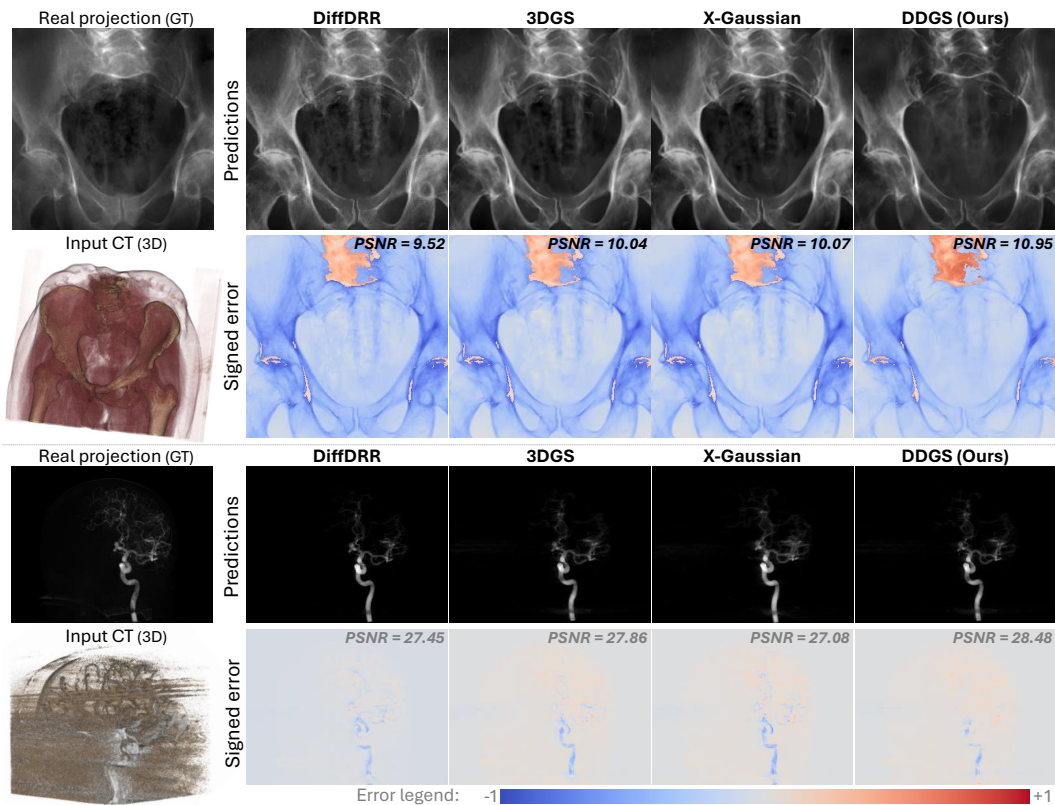 Real projection (GT)
DiffDRR
3DGS
X-Gaussian
DDGS (Ours)
Predictions
Input CT (3D)
Signed error
PSNR = 9.52
PSNR = 10.04
PSNR = 10.07
PSNR = 10.95
Real projection (GT)
DiffDRR
3DGS
X-Gaussian
DDGS (Ours)
Predictions
Input CT (3D)
Signed error
PSNR = 27.45
PSNR = 27.86
PSNR = 27.08
PSNR = 28.48
Error legend: -1 +1